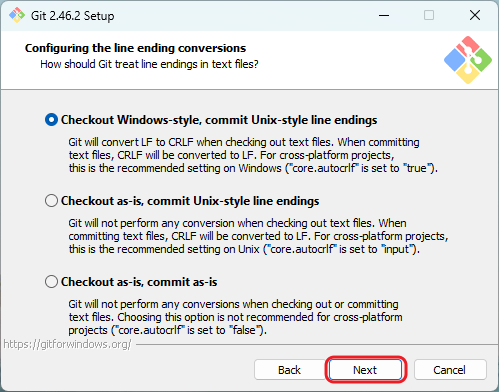 Git 2.46.2 Setup
Configuring the line ending conversions
How should Git treat line endings in text files?
Checkout Windows-style, commit Unix-style line endings
Git will convert LF to CRLF when checking out text files. When committing
text files, CRLF will be converted to LF. For cross-platform projects,
this is the recommended setting on Windows ("core.autocrlf" is set to "true").
Checkout as-is, commit Unix-style line endings
Git will not perform any conversion when checking out text files. When
committing text files, CRLF will be converted to LF. For cross-platform projects,
this is the recommended setting on Unix ("core.autocrlf" is set to "input").
Checkout as-is, commit as-is
Git will not perform any conversions when checking out or committing
text files. Choosing this option is not recommended for cross-platform
projects ("core.autocrlf" is set to "false").
https://gitforwindows.org/
Back Next Cancel